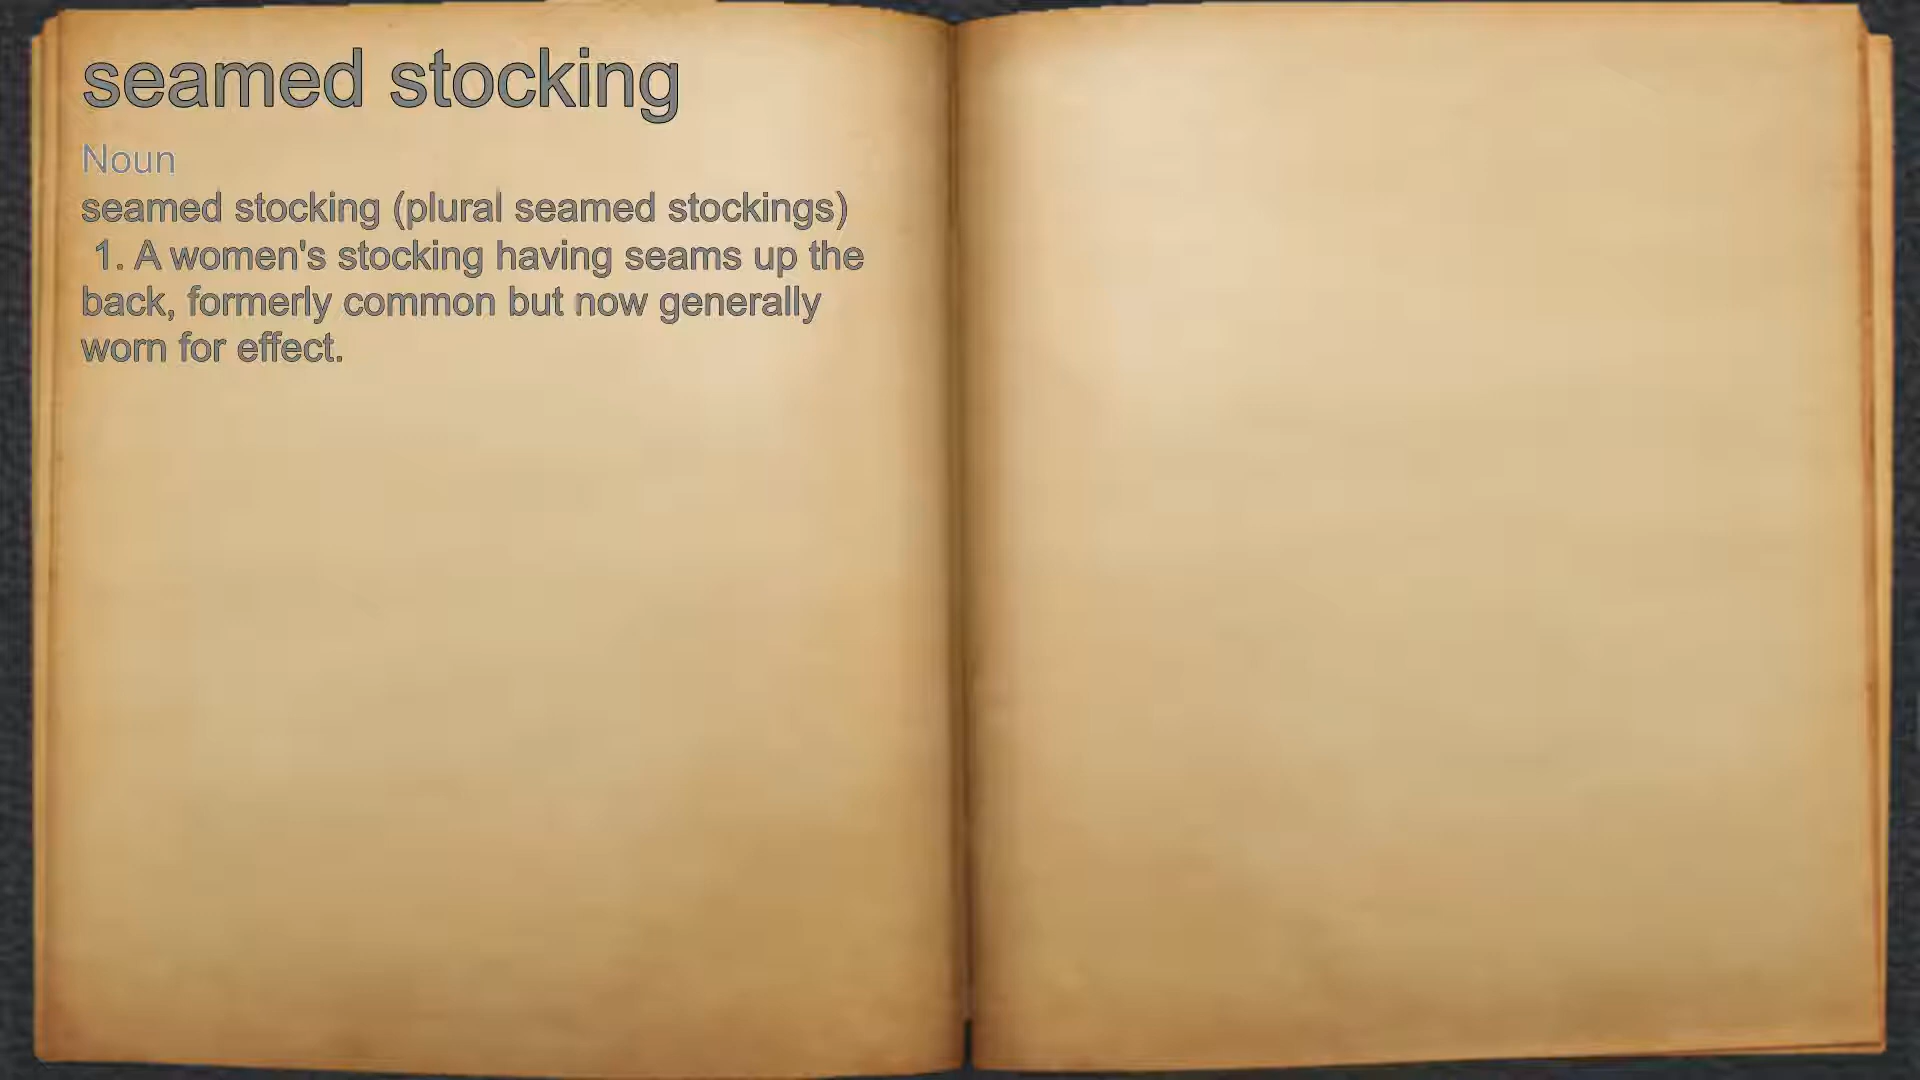 seamed stocking
Noun
seamed stocking (plural seamed stockings)
1. A women's stocking having seams up the
back, formerly common but now generally
worn for effect.